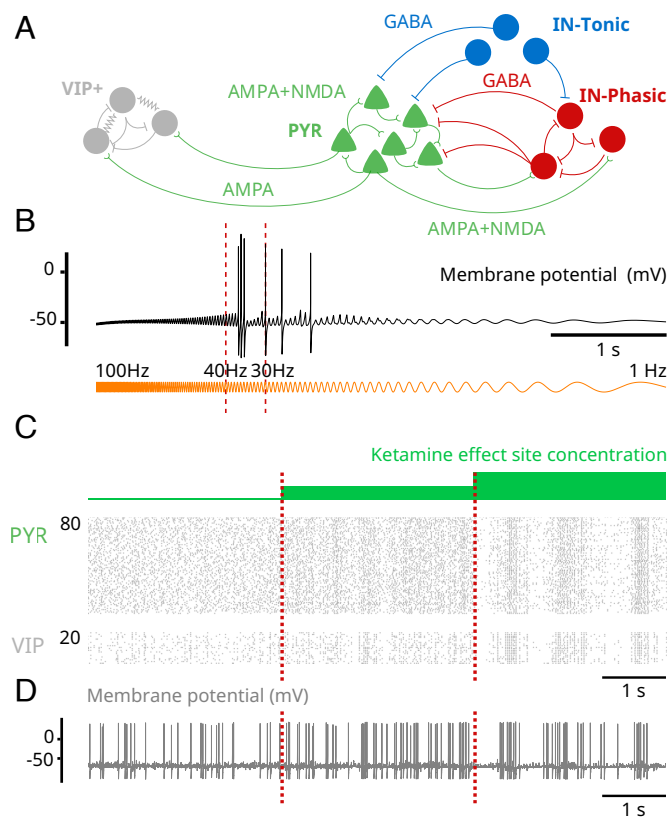 A
GABA
IN-Tonic
VIP+
AMPA+NMDA
GABA
IN-Phasic
PYR
AMPA
AMPA+NMDA
B
0
Membrane potential (mV)
-50
1 s
100Hz
40Hz
30Hz
1 Hz
C
Ketamine effect site concentration
80
PYR
20
VIP
1 s
D
Membrane potential (mV)
0
-50
1 s